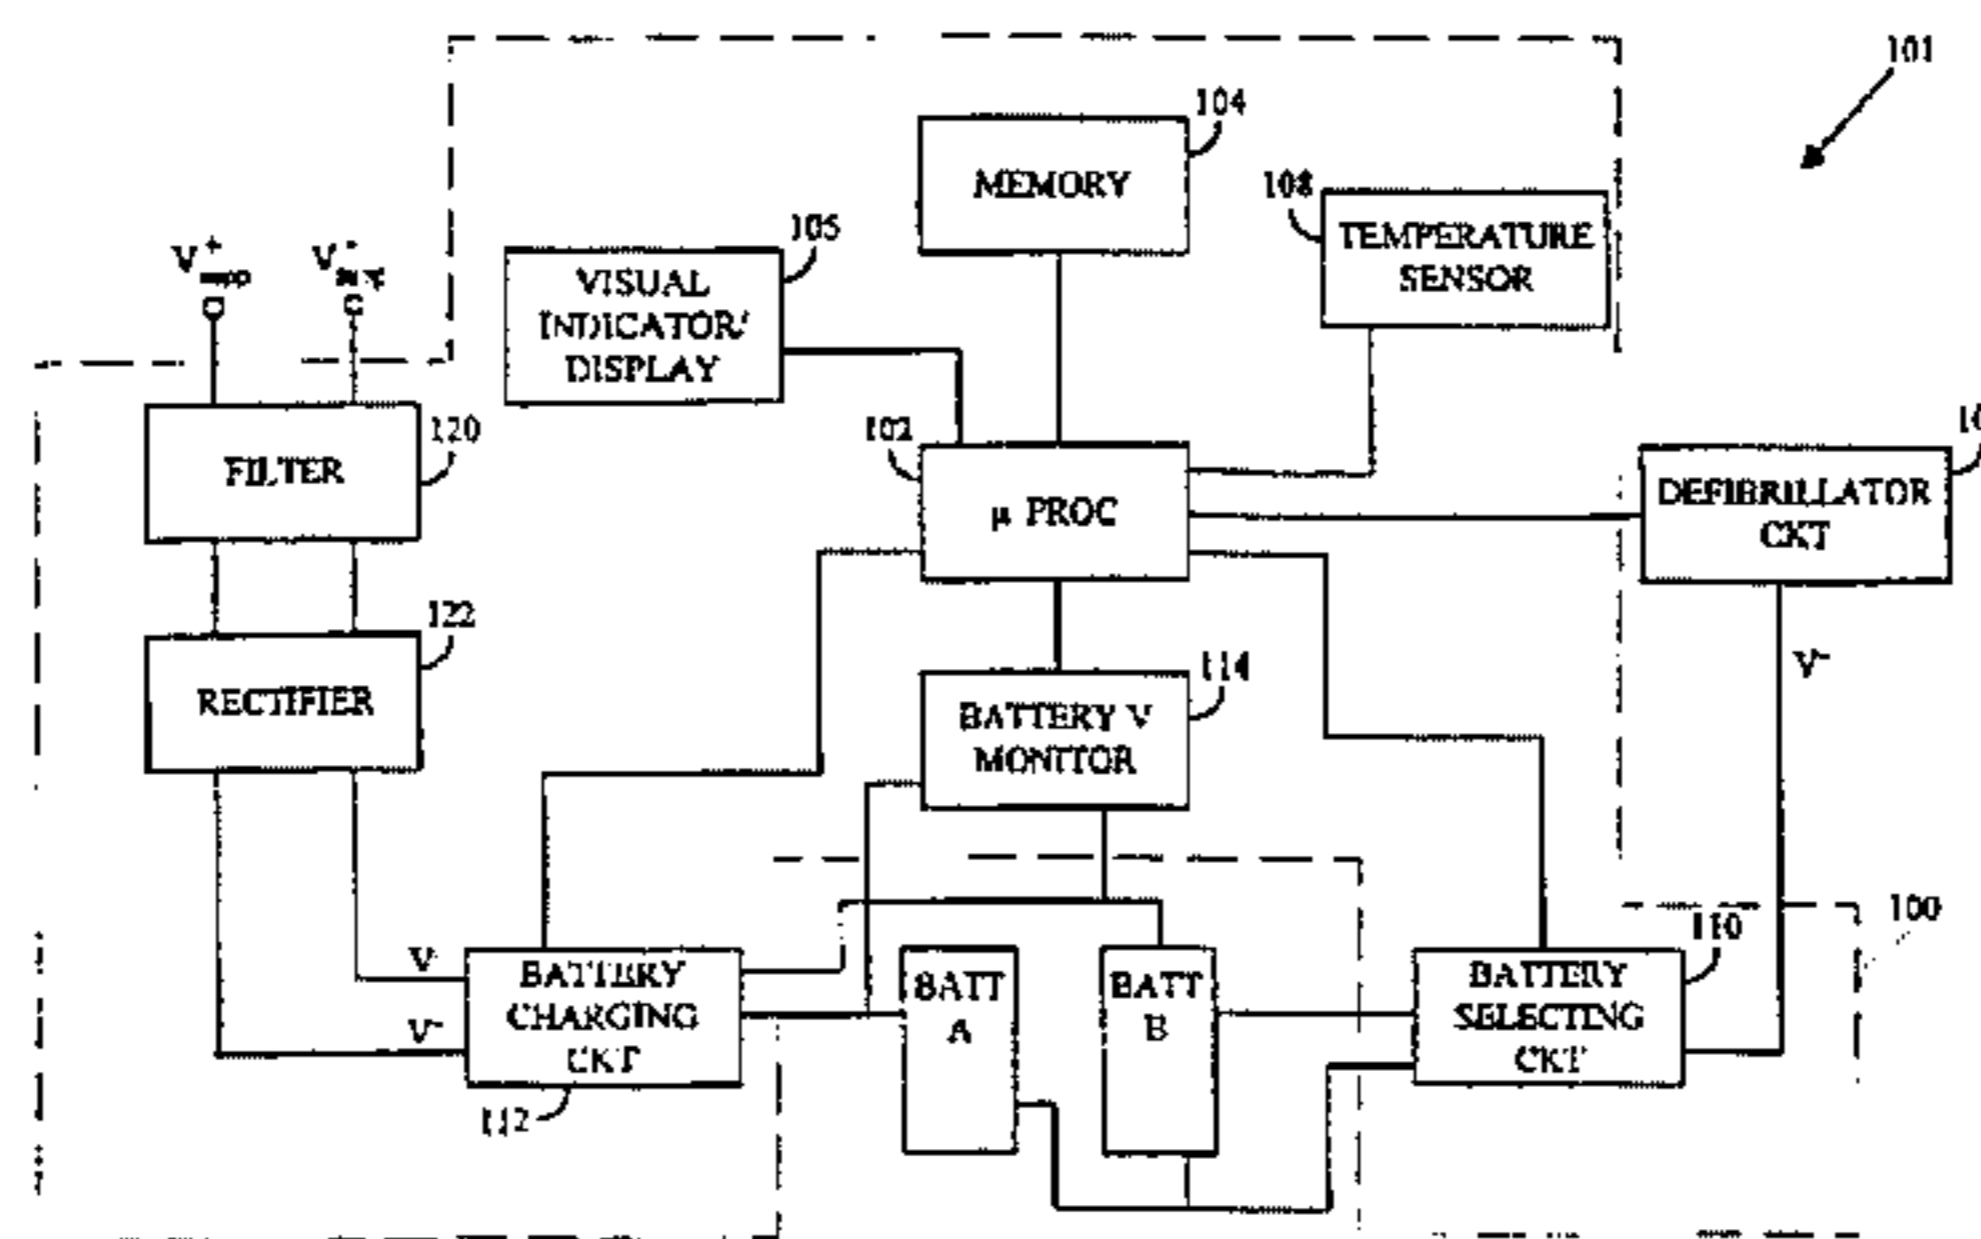 101
104
MEMORY
108
TEMPERATURE
SENSOR
105
VISUAL
INDICATOR/
DISPLAY
V+
V-
120
FILTER
102
μ PROC
DEFIBRILLATOR
CKT
122
RECTIFIER
114
BATTERY V
MONITOR
V-
100
110
V
V-
BATTERY
CHARGING
CKT
112
BATT
A
BATT
B
BATTERY
SELECTING
CKT